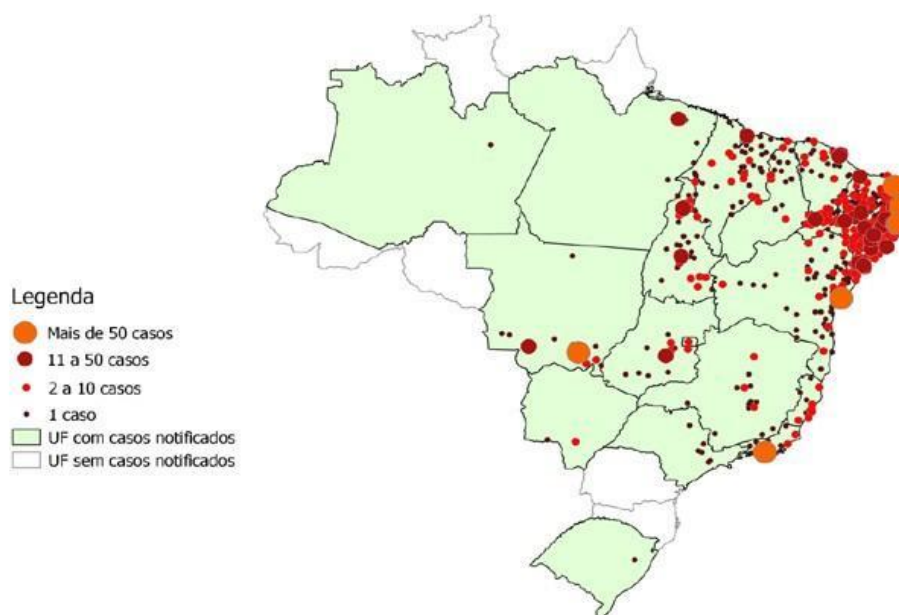 Legenda
Mais de 50 casos
11 a 50 casos
2 a 10 casos
1 caso
UF com casos notificados
UF sem casos notificados